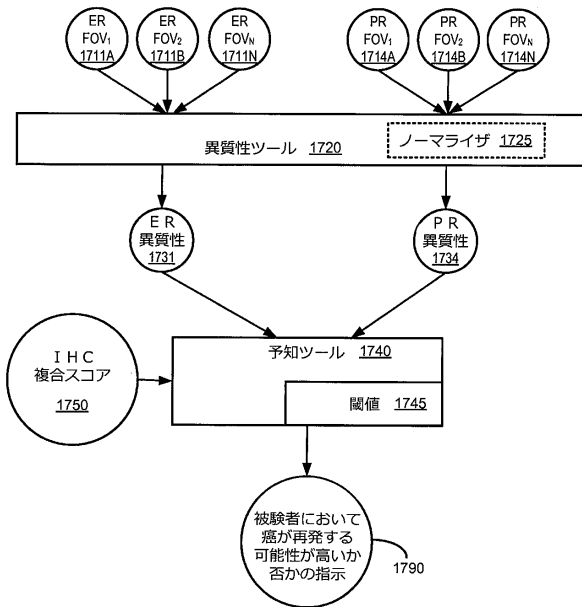 ER
FOV₁
1711A
ER
FOV₂
1711B
ER
FOVN
1711N
PR
FOV₁
1714A
PR
FOV₂
1714B
PR
FOVN
1714N
異質性ツール 1720
ノーマライザ 1725
ER
異質性
1731
PR
異質性
1734
IHC
複合スコア
1750
予知ツール 1740
閾値 1745
被験者において
癌が再発する
可能性が高いか
否かの指示
1790